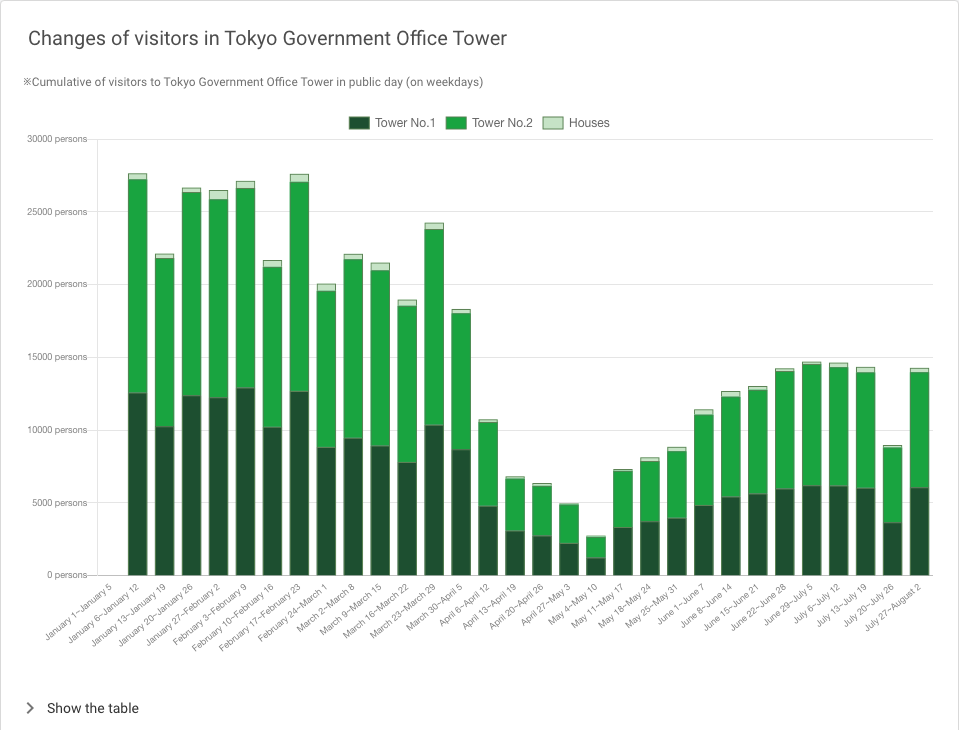 Changes of visitors in Tokyo Government Office Tower
※Cumulative of visitors to Tokyo Government Office Tower in public day (on weekdays)
Tower No.1 Tower No.2 Houses
30000 persons
25000 persons
20000 persons
15000 persons
10000 persons
5000 persons
0 persons
January 1~January 5
January 6~January 12
January 13~January 19
January 20~January 26
January 27~February 2
February 3~February 9
February 10~February 16
February 17~February 23
February 24~March 1
March 2~March 8
March 9~March 15
March 16~March 22
March 23~March 29
March 30~April 5
April 6~April 12
April 13~April 19
April 20~April 26
April 27~May 3
May 4~May 10
May 11~May 17
May 18~May 24
May 25~May 31
June 1~June 7
June 8~June 14
June 15~June 21
June 22~June 28
June 29~July 5
July 6~July 12
July 13~July 19
July 20~July 26
July 27~August 2
Show the table